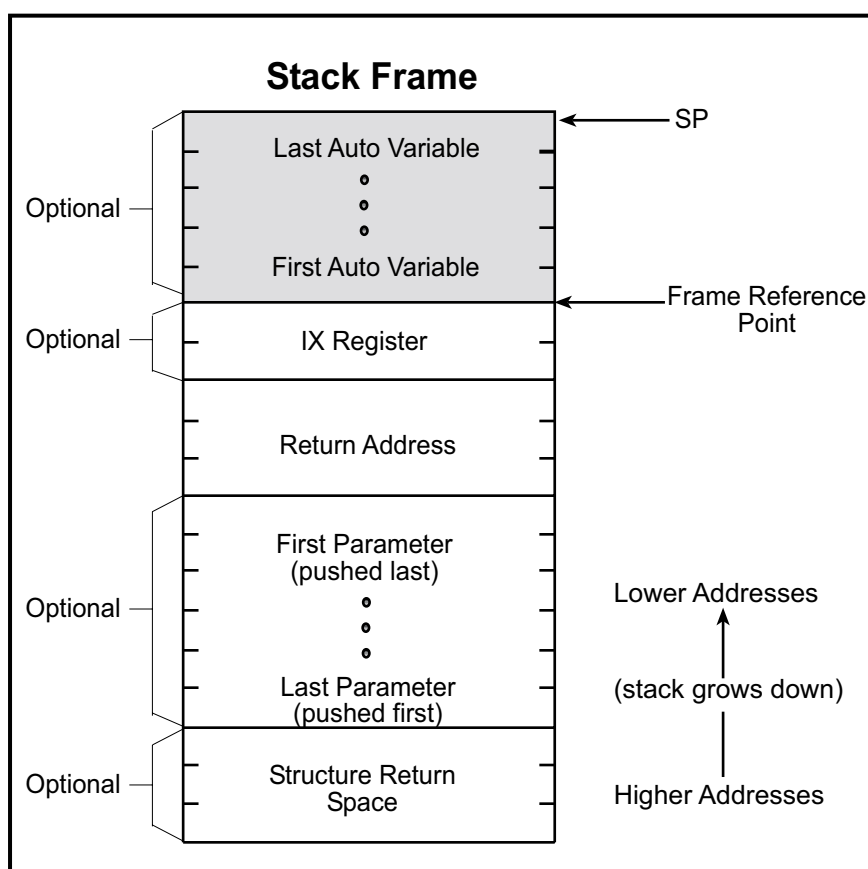 Stack Frame
SP
Last Auto Variable
Optional
First Auto Variable
Frame Reference
Point
Optional
IX Register
Return Address
First Parameter
(pushed last)
Optional
Lower Addresses
Last Parameter
(pushed first)
(stack grows down)
Optional
Structure Return
Space
Higher Addresses